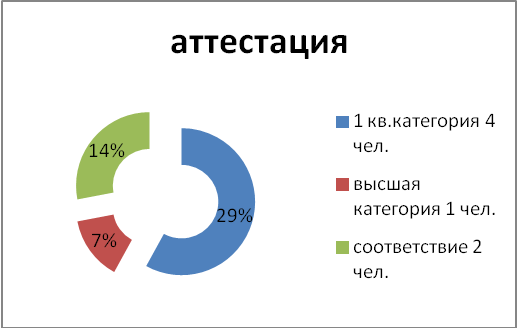 аттестация
14%
29%
7%
1 кв.категория 4
чел.
высшая
категория 1 чел.
соответствие 2
чел.